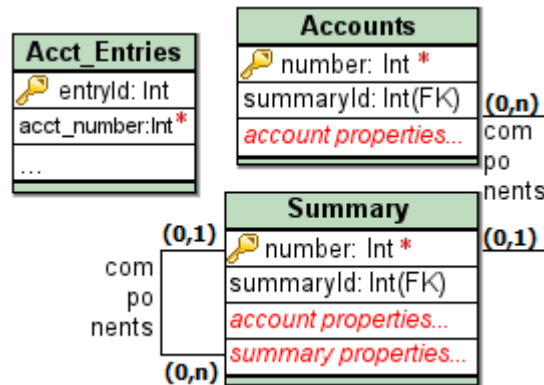 Acct_Entries
entryId: Int
acct_number:Int*
...
Accounts
number: Int *
summaryId: Int(FK)
account properties...
(0,n)
com
po
nents
(0,1)
Summary
number: Int *
summaryId: Int(FK)
account properties...
summary properties...
(0,1)
com
po
nents
(0,n)